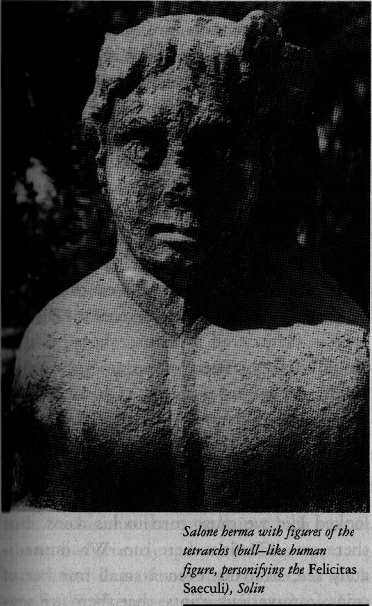 Salone herma with figures of the
tetrarchs (bull–like human
figure, personifying the Felicitas
Saeculi), Solin